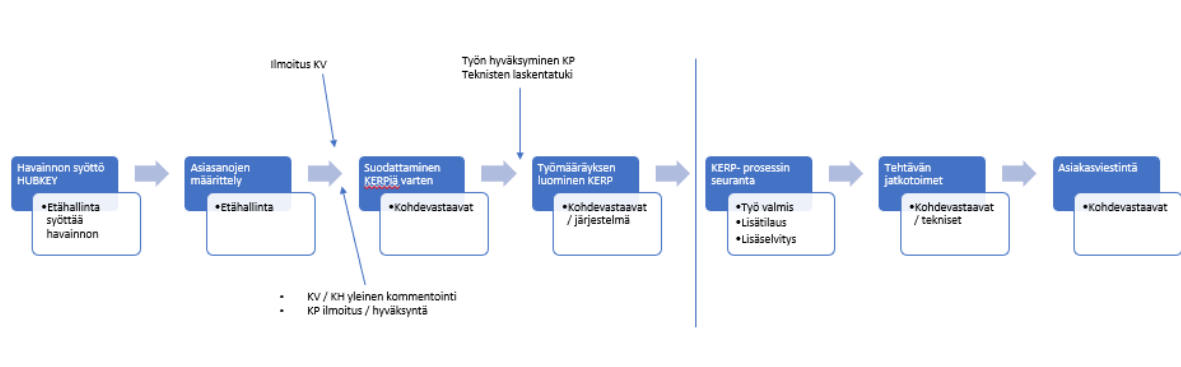 Ilmoitus KV
Työn hyväksyminen KP
Teknisten laskentatuki
Havainnon syöttö
HUBKEY
•Etähallinta
syöttää
havainnon
Asiasanojen
määrittely
•Etähallinta
Suodattaminen
KERPiä varten
•Kohdevastaavat
Työmääräyksen
luominen KERP
•Kohdevastaavat
/ järjestelmä
KERP- prosessin
seuranta
•Työ valmis
•Lisätilaus
•Lisäselvitys
Tehtävän
jatkotoimet
•Kohdevastaavat
/ tekniset
Asiakasviestintä
•Kohdevastaavat
• KV / KH yleinen kommentointi
• KP ilmoitus / hyväksyntä